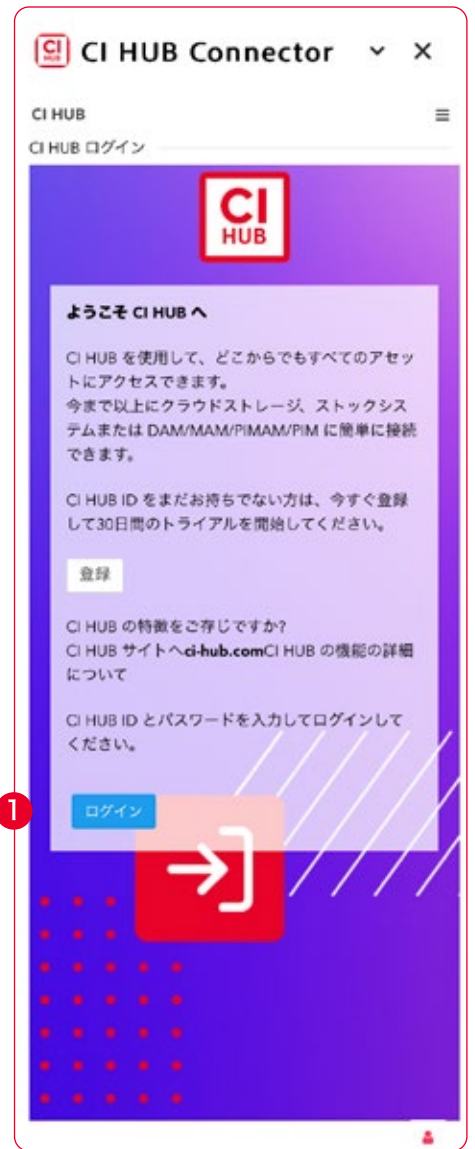 CI HUB CI HUB Connector
CI HUB
CI HUB ログイン
CI
HUB
ようこそ CI HUB へ
CI HUB を使用して、どこからでもすべてのアセッ
トにアクセスできます。
今まで以上にクラウドストレージ、ストックシス
テムまたは DAM/MAM/PIMAM/PIM に簡単に接続
できます。
CI HUB ID をまだお持ちでない方は、今すぐ登録
して30日間のトライアルを開始してください。
登録
CI HUB の特徴をご存じですか?
CI HUB サイトへci-hub.comCI HUB の機能の詳細
について
CI HUB ID とパスワードを入力してログインして
ください。
1 ログイン